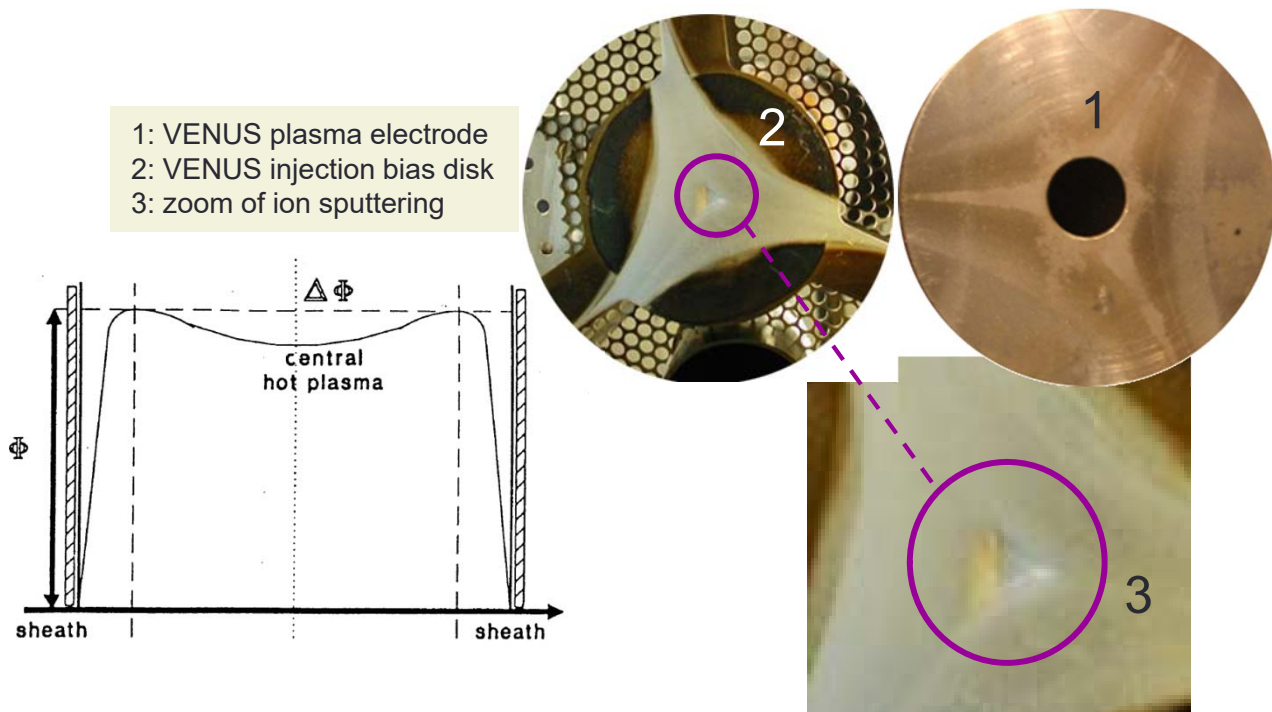 1: VENUS plasma electrode
2: VENUS injection bias disk
3: zoom of ion sputtering
2
1
ΔΦ
central
hot plasma
Φ
sheath
sheath
3